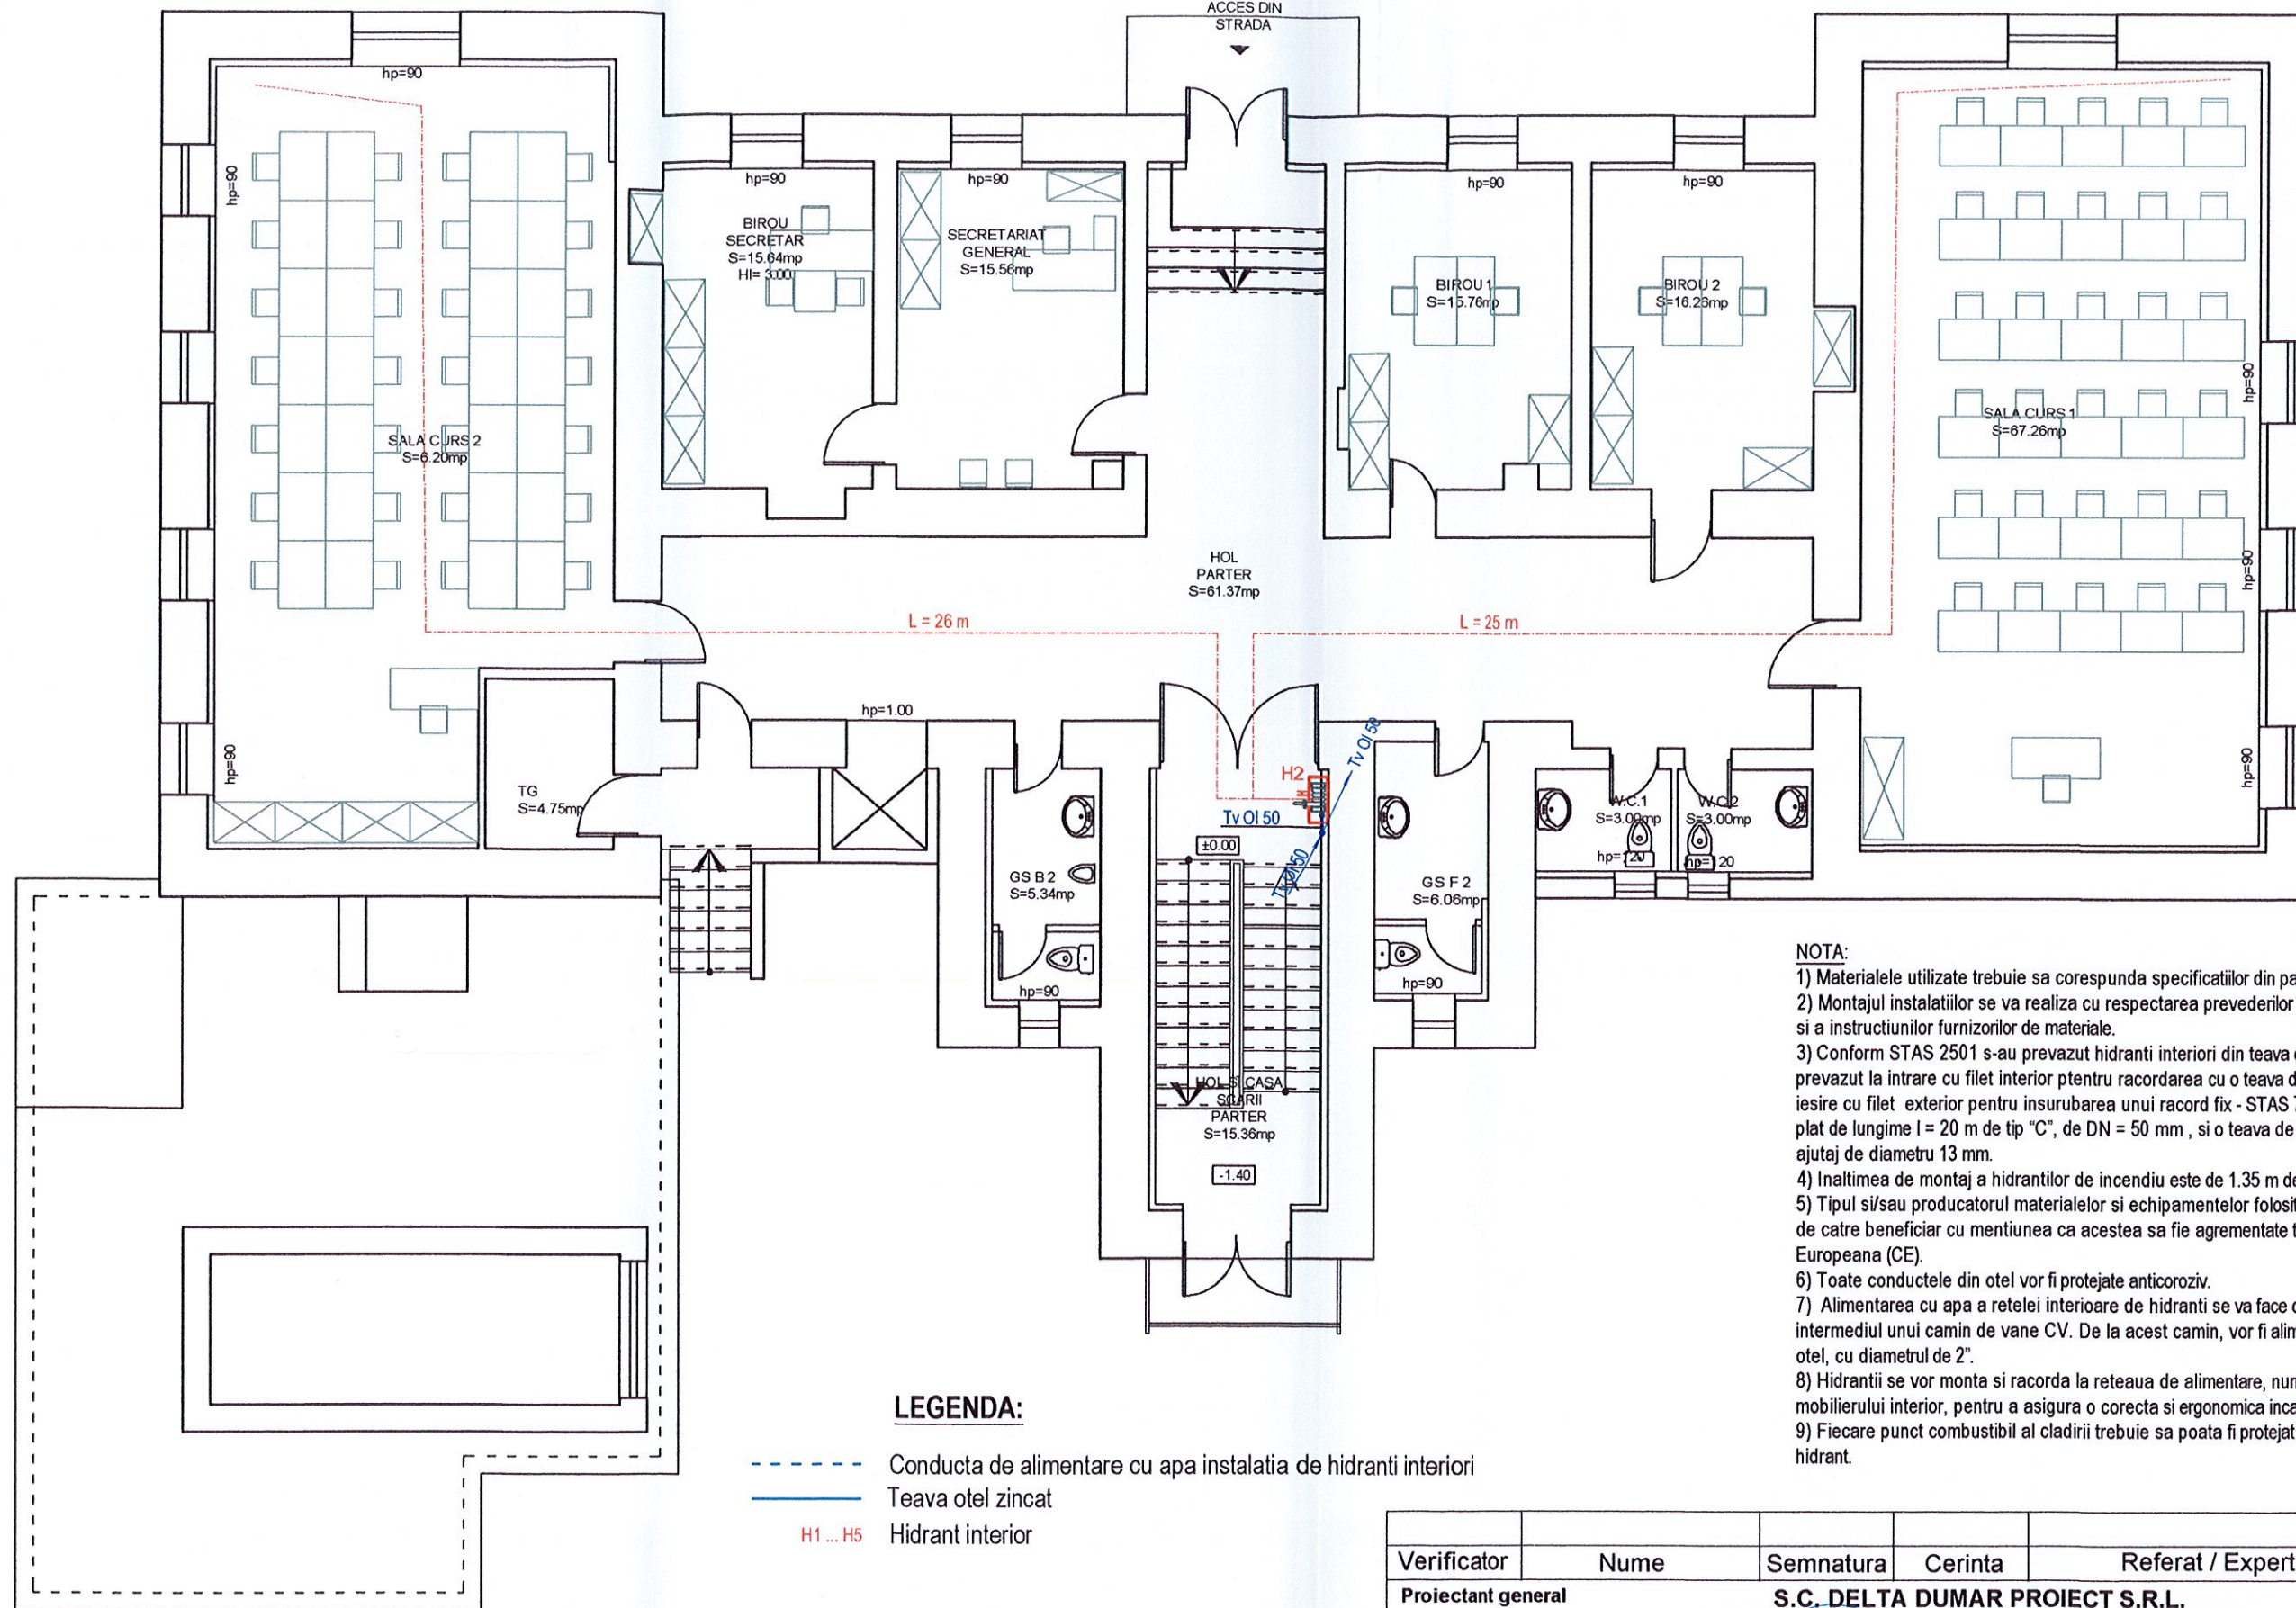 ACCES DIN
STRADA
hp=90
hp=90
hp=90
hp=90
hp=90
hp=90
BIROU
SECRETAR
S=15.64mp
HI= 3.00
SECRETARIAT
GENERAL
S=15.56mp
BIROU 1
S=15.76mp
BIROU 2
S=16.26mp
SALA CURS 2
S=6.20mp
SALA CURS 1
S=67.26mp
hp=90
hp=90
HOL
PARTER
S=61.37mp
L = 26 m
L = 25 m
hp=1.00
hp=90
hp=90
TG
S=4.75mp
H2
Tv Ol 50
Tv Ol 50
Tv Ol 50
±0.00
W.C.1
S=3.00mp
hp=120
W.C.2
S=3.00mp
hp=120
GS B 2
S=5.34mp
hp=90
GS F 2
S=6.06mp
hp=90
HOL SI CASA
SCARII
PARTER
S=15.36mp
-1.40
NOTA:
1) Materialele utilizate trebuie sa corespunda specificatiilor din
2) Montajul instalatiilor se va realiza cu respectarea prevederilor
si a instructiunilor furnizorilor de materiale.
3) Conform STAS 2501 s-au prevazut hidranti interiori din teava
prevazut la intrare cu filet interior ptentru racordarea cu o teava
iesire cu filet exterior pentru insurubarea unui racord fix - STAS
plat de lungime l = 20 m de tip “C”, de DN = 50 mm , si o teava de
ajutaj de diametru 13 mm.
4) Inaltimea de montaj a hidrantilor de incendiu este de 1.35 m
5) Tipul si/sau producatorul materialelor si echipamentelor
de catre beneficiar cu mentiunea ca acestea sa fie agrementate
Europeana (CE).
6) Toate conductele din otel vor fi protejate anticoroziv.
7) Alimentarea cu apa a retelei interioare de hidranti se va face
intermediul unui camin de vane CV. De la acest camin, vor fi
otel, cu diametrul de 2”.
8) Hidrantii se vor monta si racorda la reteaua de alimentare,
mobilierului interior, pentru a asigura o corecta si ergonomica
9) Fiecare punct combustibil al cladirii trebuie sa poata fi protejat
hidrant.
LEGENDA:
Conducta de alimentare cu apa instalatia de hidranti interiori
Teava otel zincat
H1 ... H5 Hidrant interior
Verificator Nume Semnatura Cerinta Referat / Expert
Proiectant general S.C. DELTA DUMAR PROIECT S.R.L.